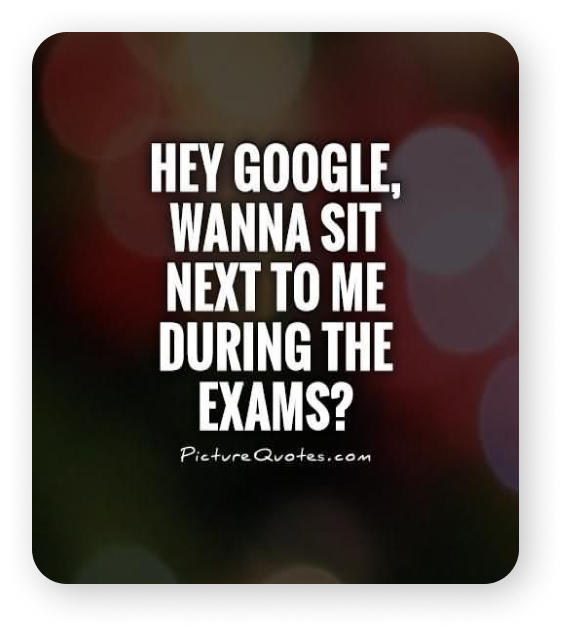 HEY GOOGLE,
WANNA SIT
NEXT TO ME
DURING THE
EXAMS?
PictureQuotes.com